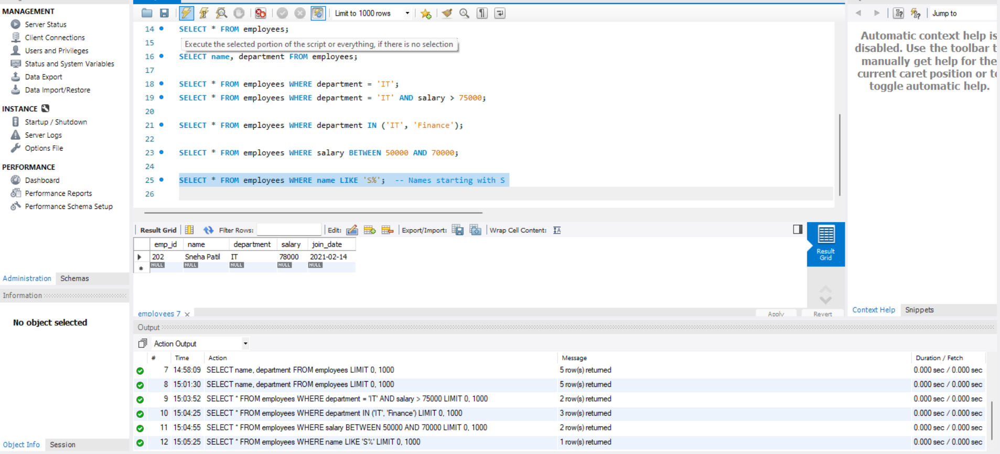 MANAGEMENT
Server Status
Client Connections
Users and Privileges
Status and System Variables
Data Export
Data Import/Restore
INSTANCE
Startup / Shutdown
Server Logs
Options File
PERFORMANCE
Dashboard
Performance Reports
Performance Schema Setup
Administration Schemas
Information
No object selected
Object Info Session
Limit to 1000 rows
14 SELECT * FROM employees;
15
Execute the selected portion of the script or everything, if there is no selection
16 SELECT name, department FROM employees;
17
18 SELECT * FROM employees WHERE department = 'IT';
19 SELECT * FROM employees WHERE department = 'IT' AND salary > 75000;
20
21 SELECT * FROM employees WHERE department IN ('IT', 'Finance');
22
23 SELECT * FROM employees WHERE salary BETWEEN 50000 AND 70000;
24
25 SELECT * FROM employees WHERE name LIKE 'S%'; -- Names starting with S
26
Result Grid Filter Rows: Edit: Export/Import: Wrap Cell Content:
emp_id name department salary join_date
202 Sneha Patil IT 78000 2021-02-14
NULL NULL NULL NULL NULL
Result
Grid
employees 7
Apply Revert
Jump to
Automatic context help is
disabled. Use the toolbar t
manually get help for the
current caret position or to
toggle automatic help.
Context Help Snippets
Output
Action Output
# Time Action Message Duration / Fetch
7 14:58:09 SELECT name, department FROM employees LIMIT 0, 1000 5 row(s) returned 0.000 sec / 0.000 sec
8 15:01:30 SELECT name, department FROM employees LIMIT 0, 1000 5 row(s) returned 0.000 sec / 0.000 sec
9 15:03:52 SELECT * FROM employees WHERE department = 'IT' AND salary > 75000 LIMIT 0, 1000 2 row(s) returned 0.000 sec / 0.000 sec
10 15:04:25 SELECT * FROM employees WHERE department IN ('IT', 'Finance') LIMIT 0, 1000 3 row(s) returned 0.000 sec / 0.000 sec
11 15:04:55 SELECT * FROM employees WHERE salary BETWEEN 50000 AND 70000 LIMIT 0, 1000 2 row(s) returned 0.000 sec / 0.000 sec
12 15:05:25 SELECT * FROM employees WHERE name LIKE 'S%' LIMIT 0, 1000 1 row(s) returned 0.000 sec / 0.000 sec